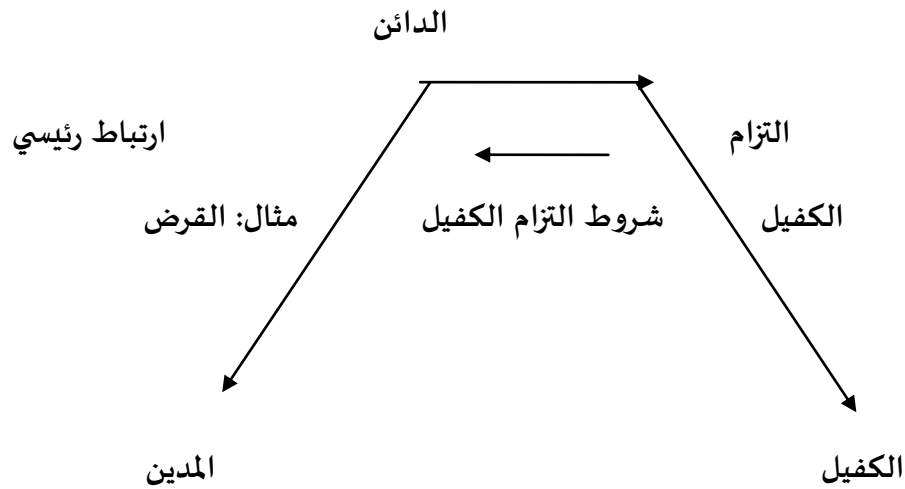 الدائن
التزام
ارتباط رئيسي
الكفيل
شروط التزام الكفيل
مثال: القرض
الكفيل
المدين